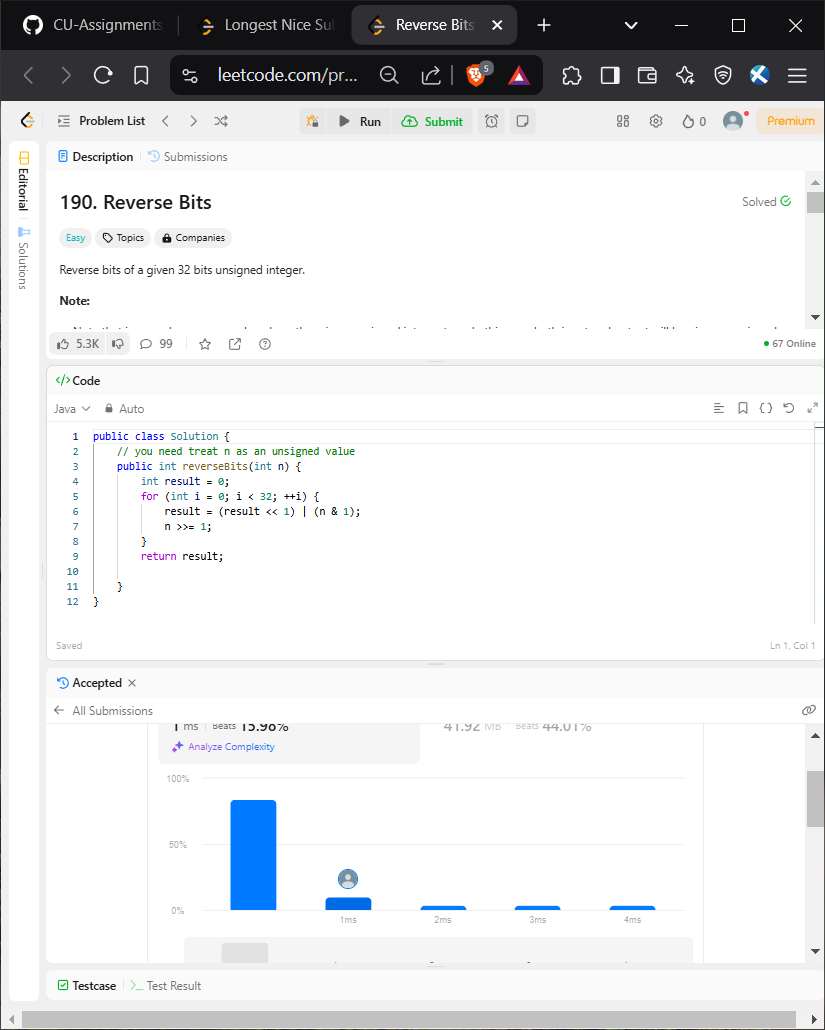 CU-Assignments
Longest Nice Su
Reverse Bits
leetcode.com/pr...
5
Problem List
Run
Submit
0
Premium
Editorial
Solutions
Description
Submissions
190. Reverse Bits
Solved
Easy
Topics
Companies
Reverse bits of a given 32 bits unsigned integer.
Note:
5.3K
99
67 Online
</> Code
Java
Auto
1 public class Solution {
2 // you need treat n as an unsigned value
3 public int reverseBits(int n) {
4 int result = 0;
5 for (int i = 0; i < 32; ++i) {
6 result = (result << 1) | (n & 1);
7 n >>= 1;
8 }
9 return result;
10
11 }
12 }
Saved
Ln 1, Col 1
Accepted
All Submissions
1 ms Beats 15.98%
41.92 MB Beats 44.01%
Analyze Complexity
100%
50%
0%
1ms
2ms
3ms
4ms
Testcase
Test Result